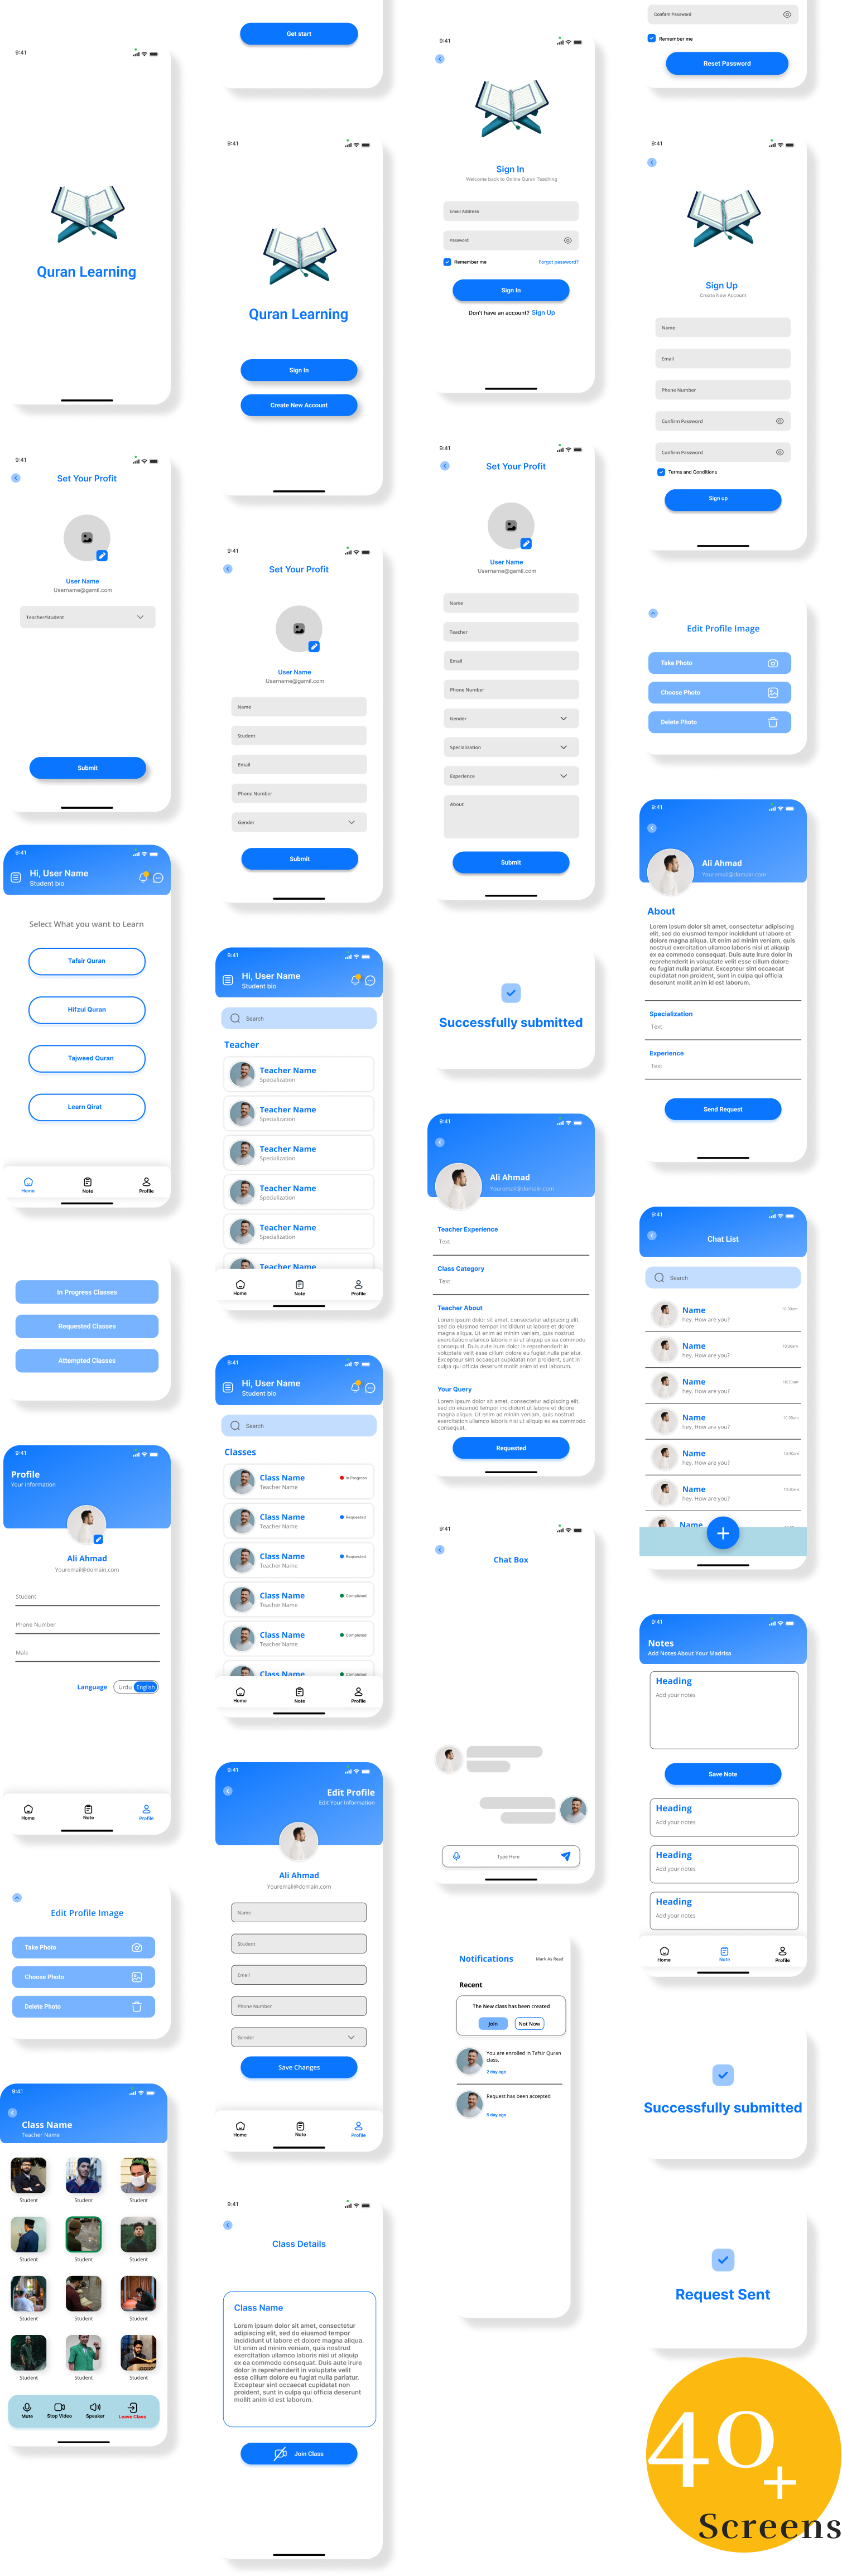 9:41
Quran Learning
9:41
Set Your Profit
User Name
Username@gamil.com
Teacher/Student
Submit
9:41
Hi, User Name
Student bio
Select What you want to Learn
Tafsir Quran
Hifzul Quran
Tajweed Quran
Learn Qirat
Home
Note
Profile
In Progress Classes
Requested Classes
Attempted Classes
9:41
Profile
Your Information
Ali Ahmad
Youremail@domain.com
Student
Phone Number
Male
Language
Urdu
English
Home
Note
Profile
Edit Profile Image
Take Photo
Choose Photo
Delete Photo
9:41
Class Name
Teacher Name
Student
Student
Student
Student
Student
Student
Student
Student
Student
Student
Student
Student
Mute
Stop Video
Speaker
Leave Class
Get start
9:41
Quran Learning
Sign In
Create New Account
9:41
Set Your Profit
User Name
Username@gamil.com
Name
Student
Email
Phone Number
Gender
Submit
9:41
Hi, User Name
Student bio
Search
Teacher
Teacher Name
Specialization
Teacher Name
Specialization
Teacher Name
Specialization
Teacher Name
Specialization
Teacher Name
Specialization
Teacher Name
Home
Note
Profile
9:41
Hi, User Name
Student bio
Search
Classes
Class Name
Teacher Name
In Progress
Class Name
Teacher Name
Requested
Class Name
Teacher Name
Requested
Class Name
Teacher Name
Completed
Class Name
Teacher Name
Completed
Class Name
Completed
Home
Note
Profile
9:41
Edit Profile
Edit Your Information
Ali Ahmad
Youremail@domain.com
Name
Student
Email
Phone Number
Gender
Save Changes
Home
Note
Profile
9:41
Class Details
Class Name
Lorem ipsum dolor sit amet, consectetur
adipiscing elit, sed do eiusmod tempor
incididunt ut labore et dolore magna aliqua.
Ut enim ad minim veniam, quis nostrud
exercitation ullamco laboris nisi ut aliquip
ex ea commodo consequat. Duis aute irure
dolor in reprehenderit in voluptate velit
esse cillum dolore eu fugiat nulla pariatur.
Excepteur sint occaecat cupidatat non
proident, sunt in culpa qui officia deserunt
mollit anim id est laborum.
Join Class
9:41
Sign In
Welcome back to Online Quran Teaching
Email Address
Password
Remember me
Forgot password?
Sign In
Don't have an account? Sign Up
9:41
Set Your Profit
User Name
Username@gamil.com
Name
Teacher
Email
Phone Number
Gender
Specialisation
Experience
About
Submit
Successfully submitted
9:41
Ali Ahmad
Youremail@domain.com
Teacher Experience
Text
Class Category
Text
Teacher About
Lorem ipsum dolor sit amet, consectetur adipiscing elit,
sed do eiusmod tempor incididunt ut labore et dolore
magna aliqua. Ut enim ad minim veniam, quis nostrud
exercitation ullamco laboris nisi ut aliquip ex ea commodo
consequat. Duis aute irure dolor in reprehenderit in
voluptate velit esse cillum dolore eu fugiat nulla pariatur.
Excepteur sint occaecat cupidatat non proident, sunt in
culpa qui officia deserunt mollit anim id est laborum.
Your Query
Lorem ipsum dolor sit amet, consectetur adipiscing elit,
sed do eiusmod tempor incididunt ut labore et dolore
magna aliqua. Ut enim ad minim veniam, quis nostrud
exercitation ullamco laboris nisi ut aliquip ex ea commodo
consequat.
Requested
9:41
Chat Box
Type Here
Notifications
Mark As Read
Recent
The New class has been created
Join
Not Now
You are enrolled in Tafsir Quran
class.
2 day ago
Request has been accepted
5 day ago
Confirm Password
Remember me
Reset Password
9:41
Sign Up
Create New Account
Name
Email
Phone Number
Confirm Password
Confirm Password
Terms and Conditions
Sign up
Edit Profile Image
Take Photo
Choose Photo
Delete Photo
9:41
Ali Ahmad
Youremail@domain.com
About
Lorem ipsum dolor sit amet, consectetur adipiscing
elit, sed do eiusmod tempor incididunt ut labore et
dolore magna aliqua. Ut enim ad minim veniam, quis
nostrud exercitation ullamco laboris nisi ut aliquip
ex ea commodo consequat. Duis aute irure dolor in
reprehenderit in voluptate velit esse cillum dolore
eu fugiat nulla pariatur. Excepteur sint occaecat
cupidatat non proident, sunt in culpa qui officia
deserunt mollit anim id est laborum.
Specialization
Text
Experience
Text
Send Request
9:41
Chat List
Search
Name
hey, How are you?
10:30am
Name
hey, How are you?
10:30am
Name
hey, How are you?
10:30am
Name
hey, How are you?
10:30am
Name
hey, How are you?
10:30am
Name
hey, How are you?
10:30am
Name
9:41
Notes
Add Notes About Your Madrisa
Heading
Add your notes
Save Note
Heading
Add your notes
Heading
Add your notes
Heading
Add your notes
Home
Note
Profile
Successfully submitted
Request Sent
40+
Screens